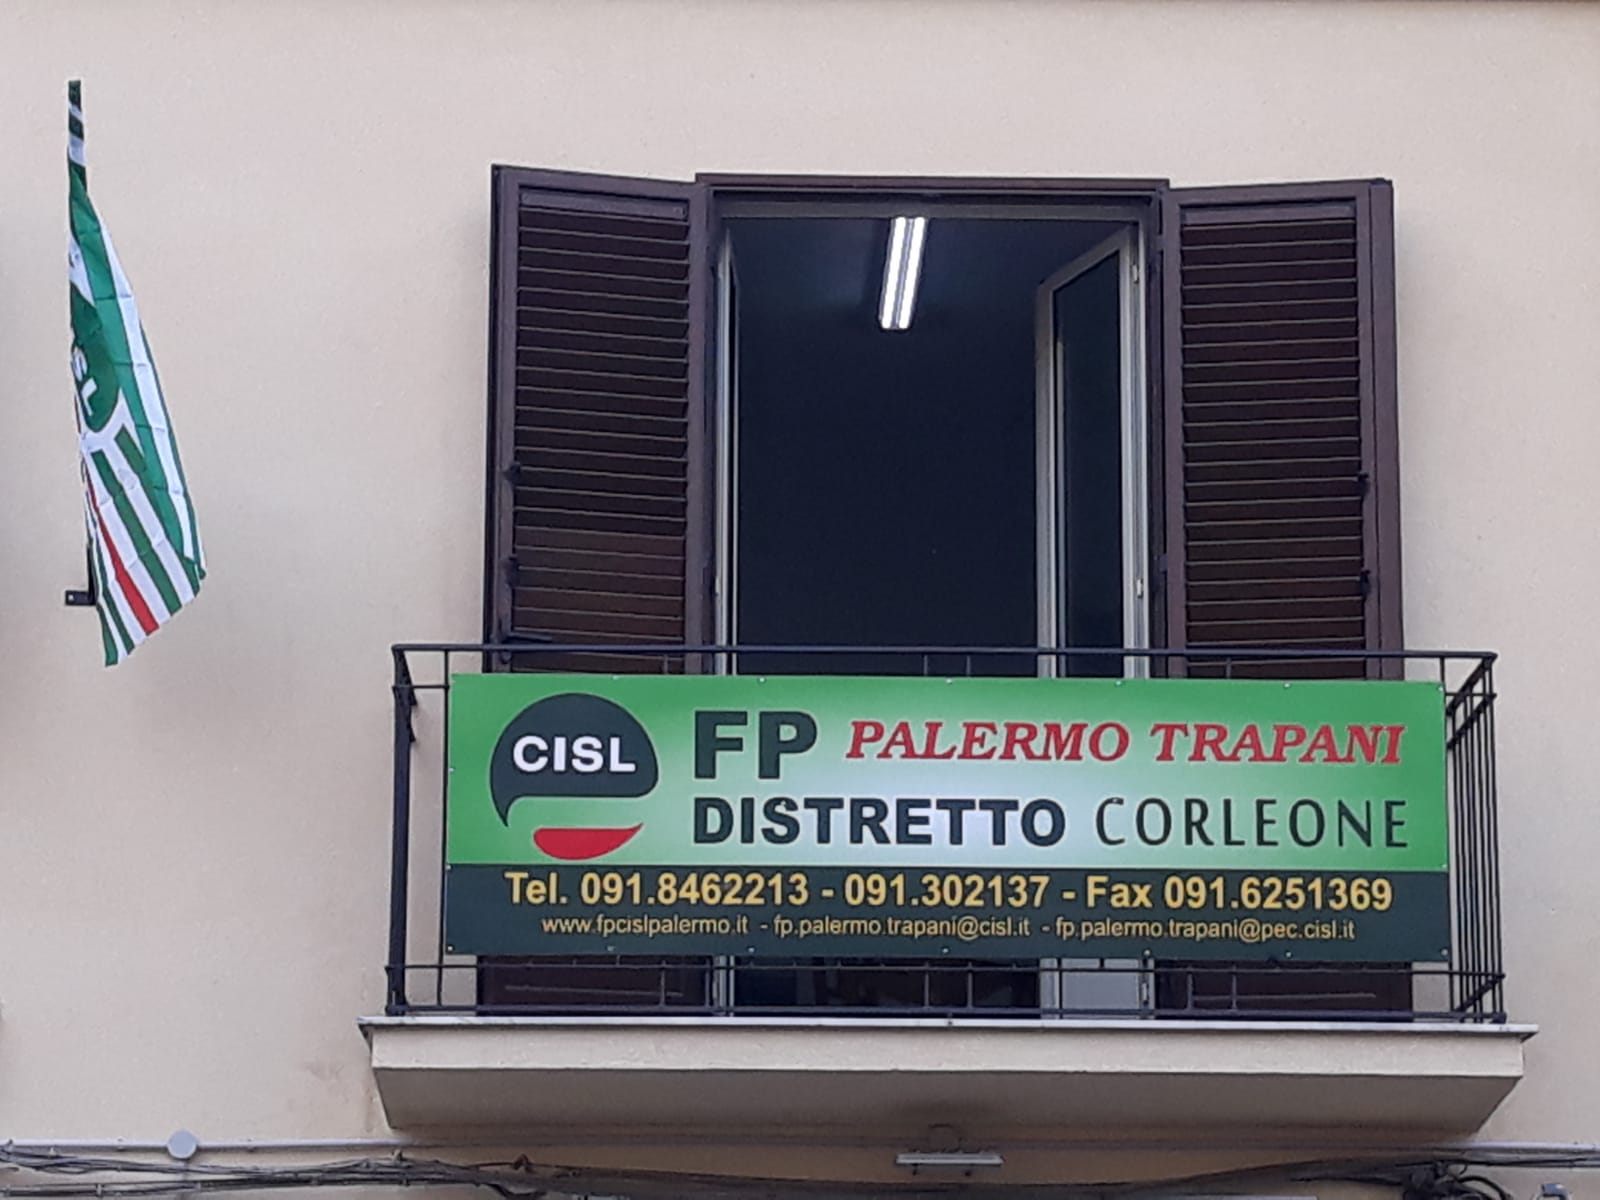 CISL
FP PALERMO TRAPANI
DISTRETTO CORLEONE
Tel. 091.8462213 - 091.302137 - Fax 091.6251369
www.fpcislpalermo.it - fp.palermo.trapani@cisl.it - fp.palermo.trapani@pec.cisl.it